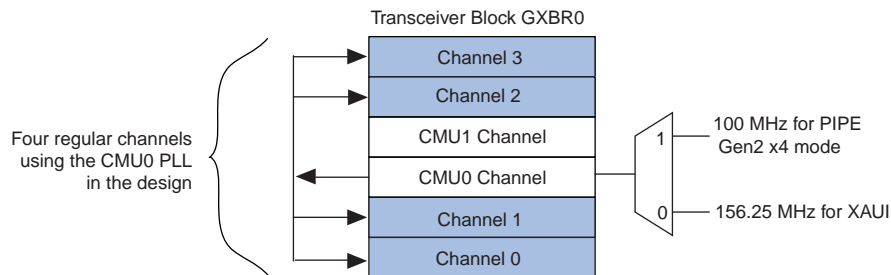 Transceiver Block GXBR0
Channel 3
Channel 2
CMU1 Channel
CMU0 Channel
Channel 1
Channel 0
Four regular channels
using the CMU0 PLL
in the design
1
0
100 MHz for PIPE
Gen2 x4 mode
156.25 MHz for XAUI